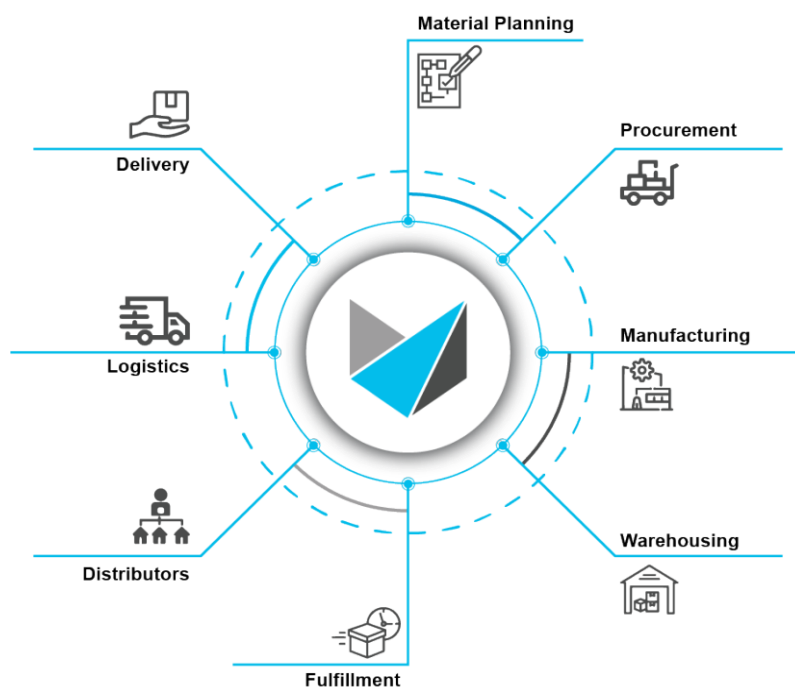 Material Planning
Procurement
Manufacturing
Warehousing
Fulfillment
Distributors
Logistics
Delivery